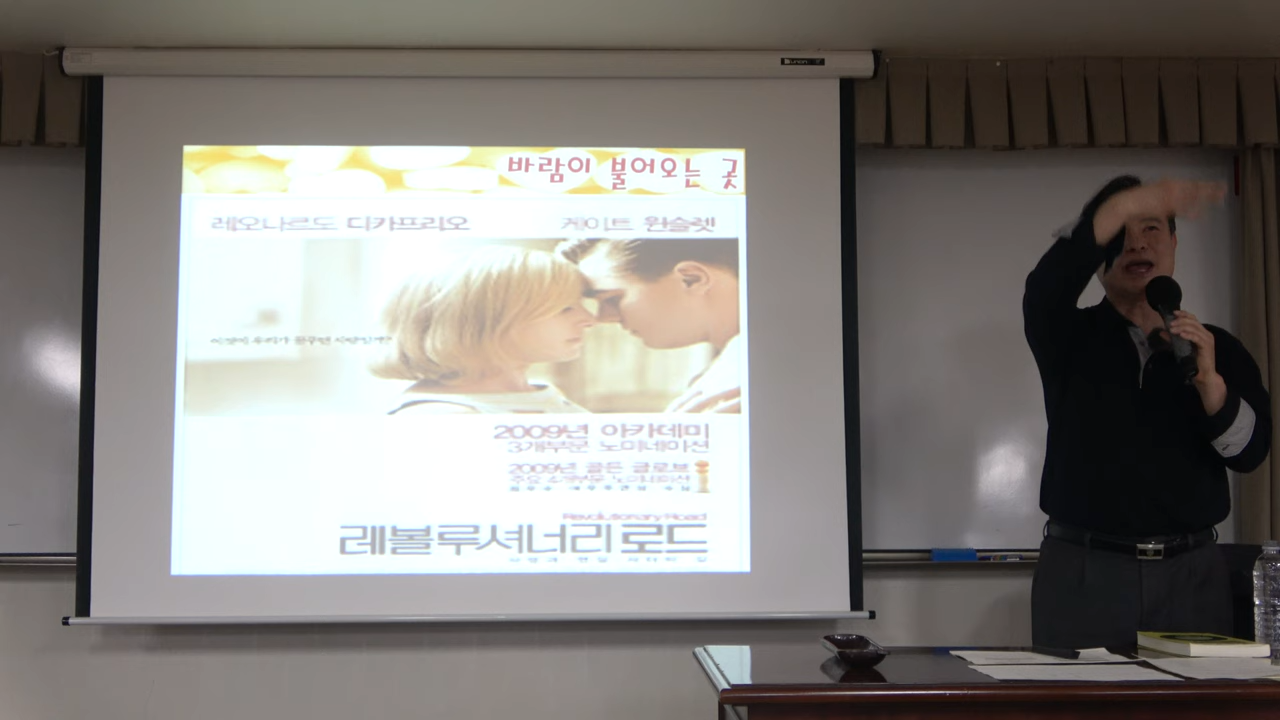 union
바람이 불어오는 곳
레오나르도 디카프리오 케이트 윈슬렛
2009년 아카데미
3개부문 노미네이션
2009년 골든 글로브
Revolutionary Road
레볼루셔너리 로드